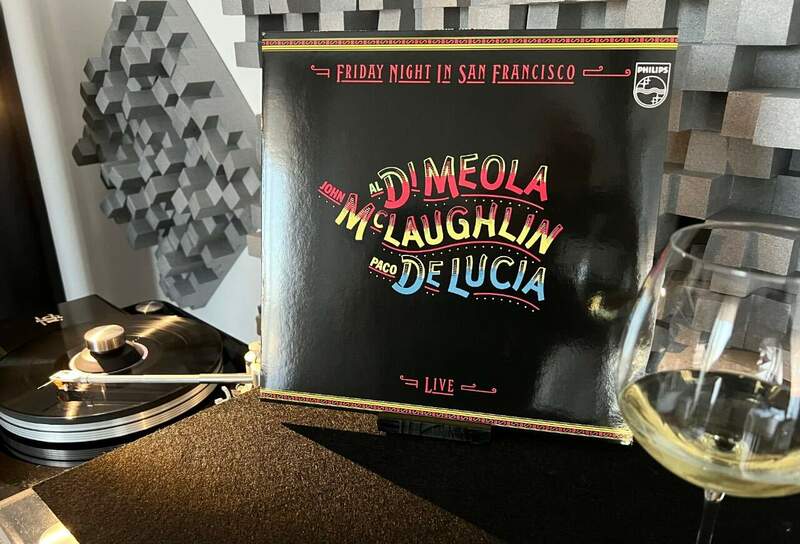 FRIDAY NIGHT IN SAN FRANCISCO
PHILIPS
AL DI MEOLA
JOHN McLAUGHLIN
PACO DE LUCIA
LIVE